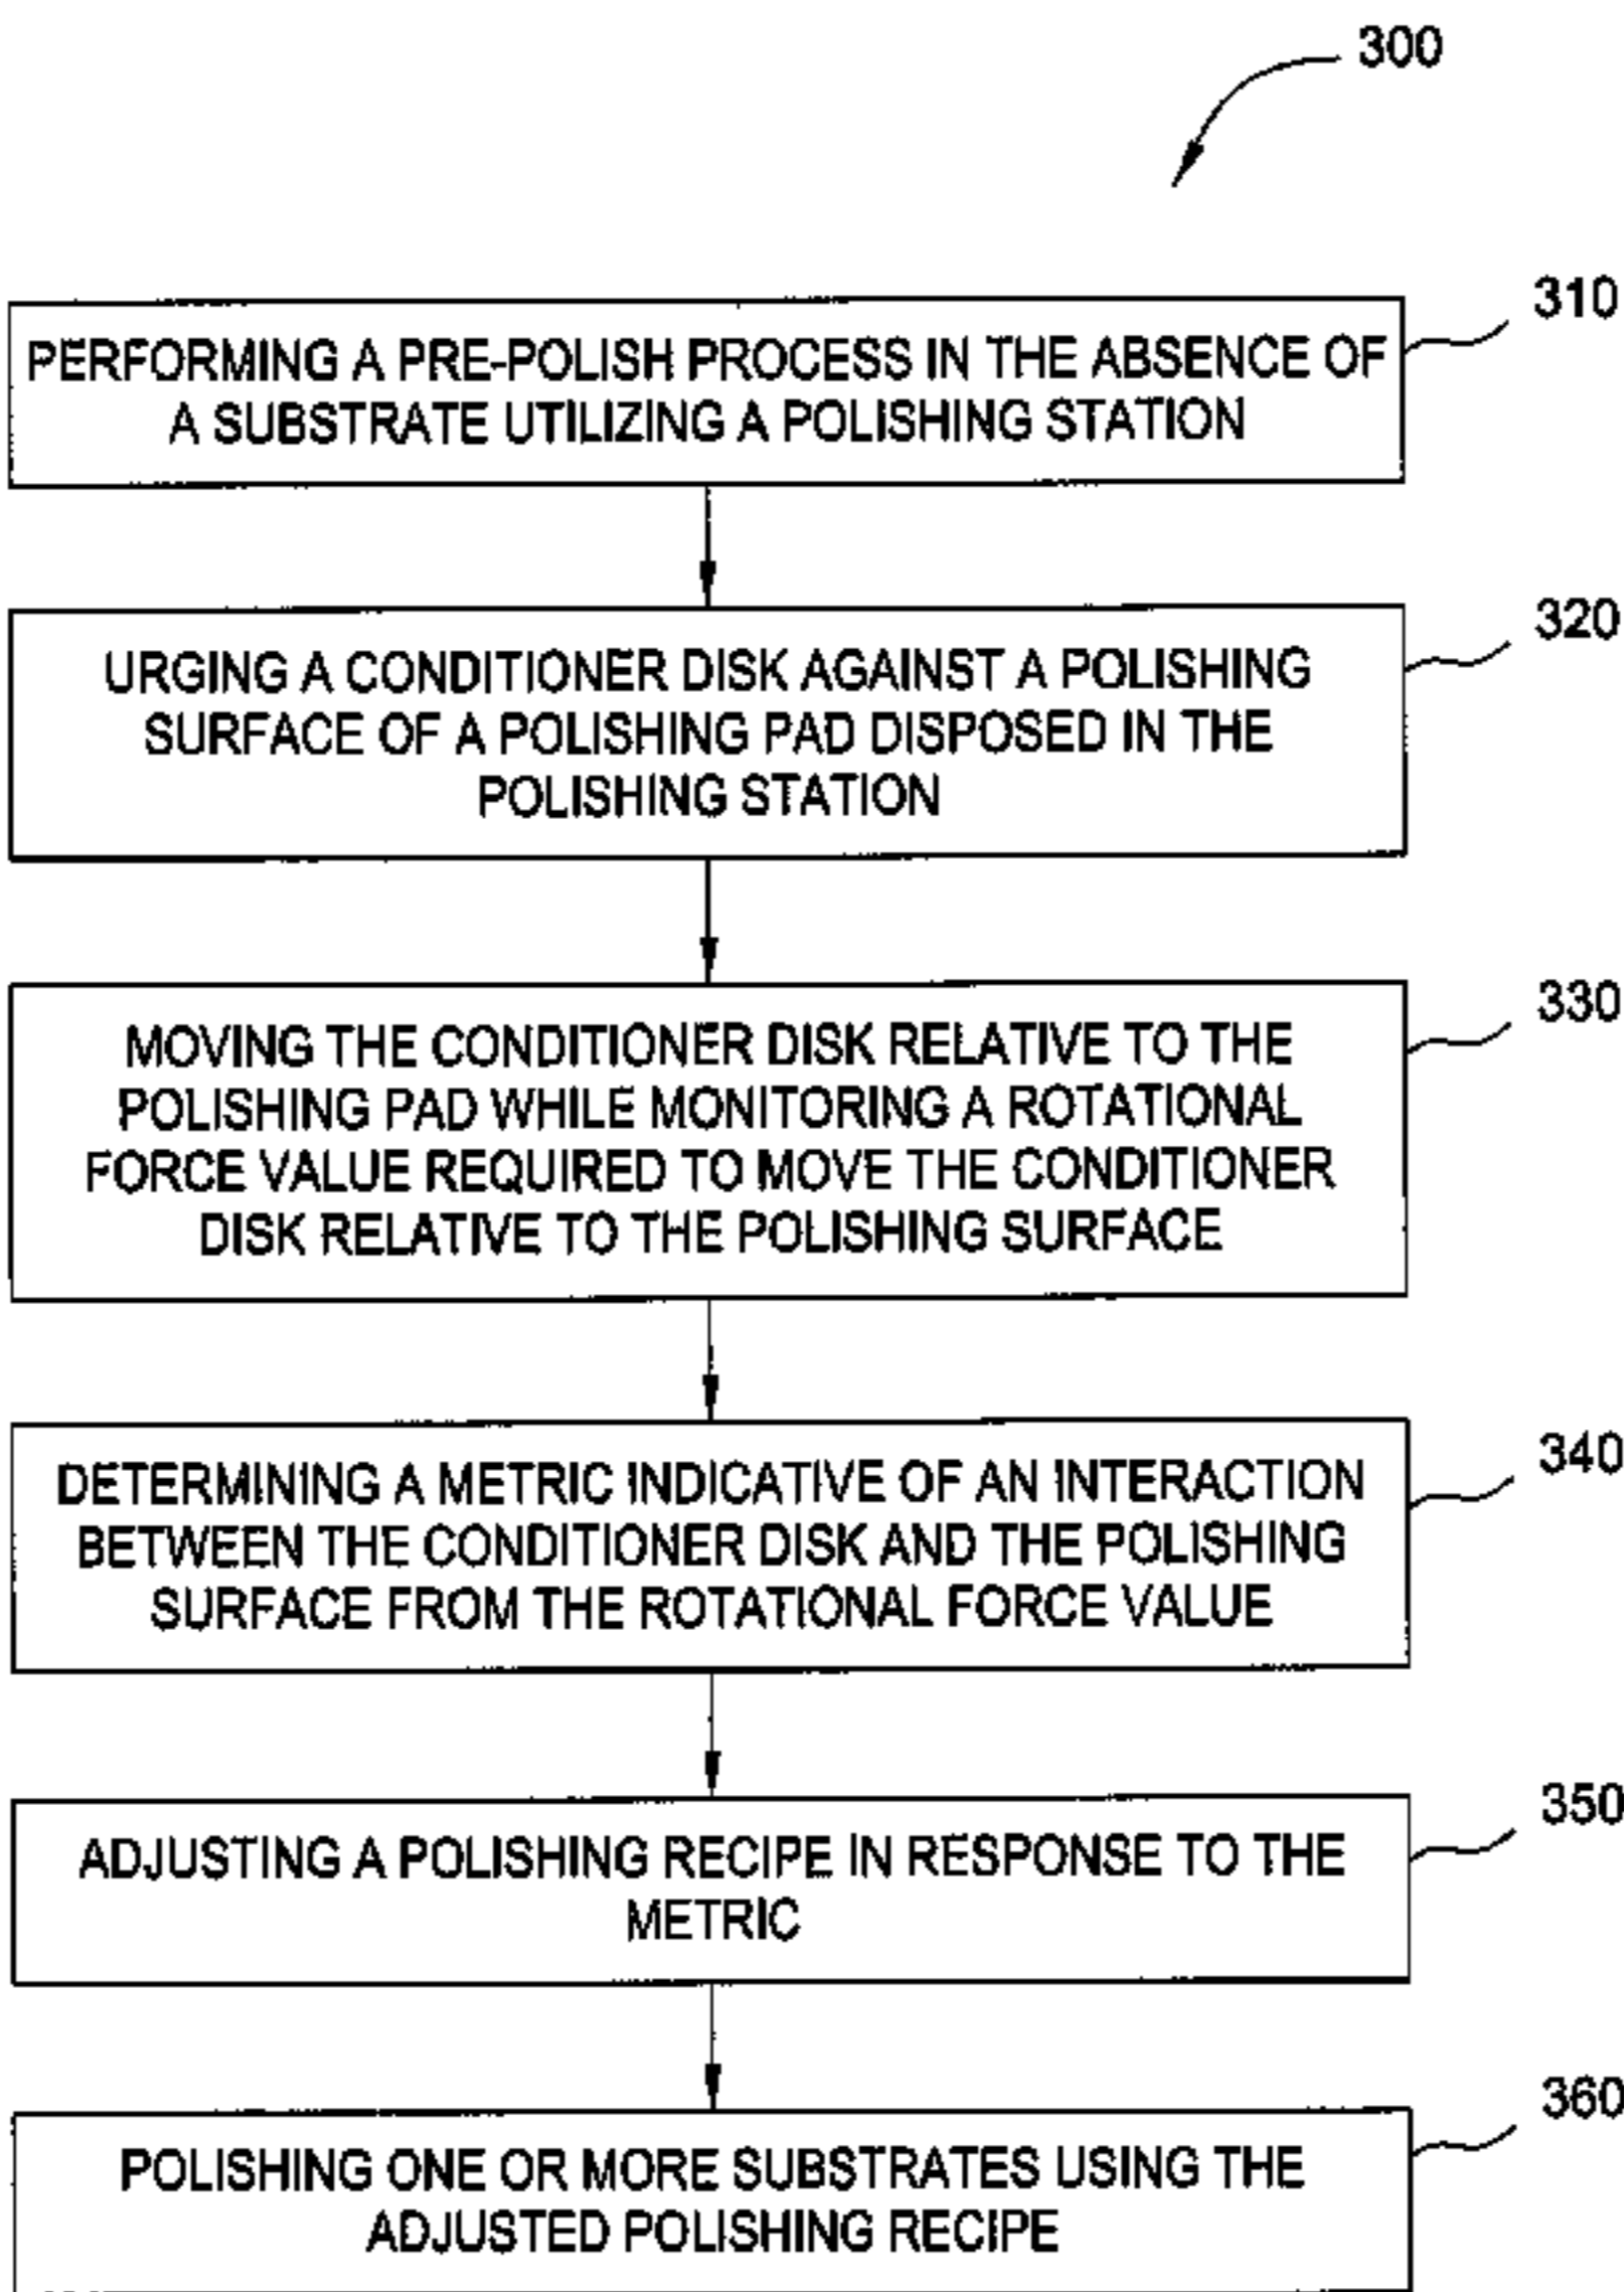 300
310
PERFORMING A PRE-POLISH PROCESS IN THE ABSENCE OF
A SUBSTRATE UTILIZING A POLISHING STATION
320
URGING A CONDITIONER DISK AGAINST A POLISHING
SURFACE OF A POLISHING PAD DISPOSED IN THE
POLISHING STATION
330
MOVING THE CONDITIONER DISK RELATIVE TO THE
POLISHING PAD WHILE MONITORING A ROTATIONAL
FORCE VALUE REQUIRED TO MOVE THE CONDITIONER
DISK RELATIVE TO THE POLISHING SURFACE
340
DETERMINING A METRIC INDICATIVE OF AN INTERACTION
BETWEEN THE CONDITIONER DISK AND THE POLISHING
SURFACE FROM THE ROTATIONAL FORCE VALUE
350
ADJUSTING A POLISHING RECIPE IN RESPONSE TO THE
METRIC
360
POLISHING ONE OR MORE SUBSTRATES USING THE
ADJUSTED POLISHING RECIPE